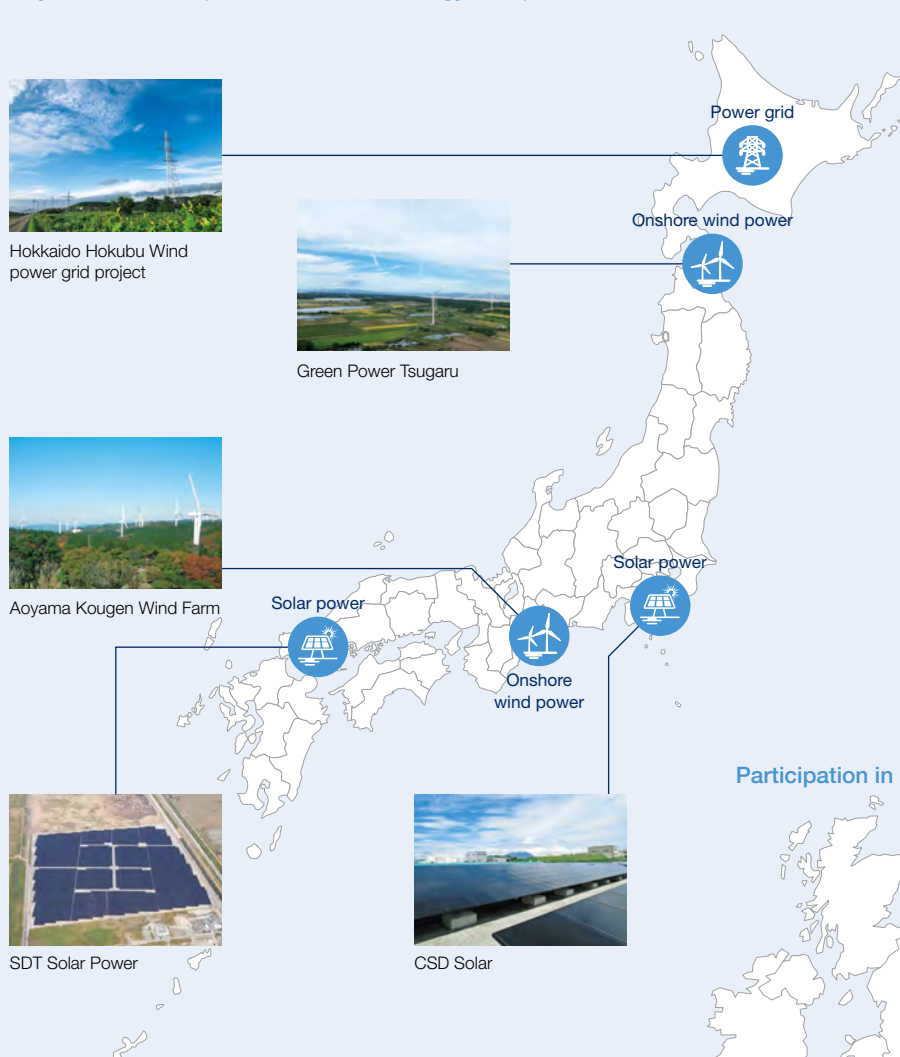 Power grid
Hokkaido Hokubu Wind
power grid project
Onshore wind power
Green Power Tsugaru
Aoyama Kougen Wind Farm
Solar power
Solar power
Onshore
wind power
Participation in
SDT Solar Power
CSD Solar